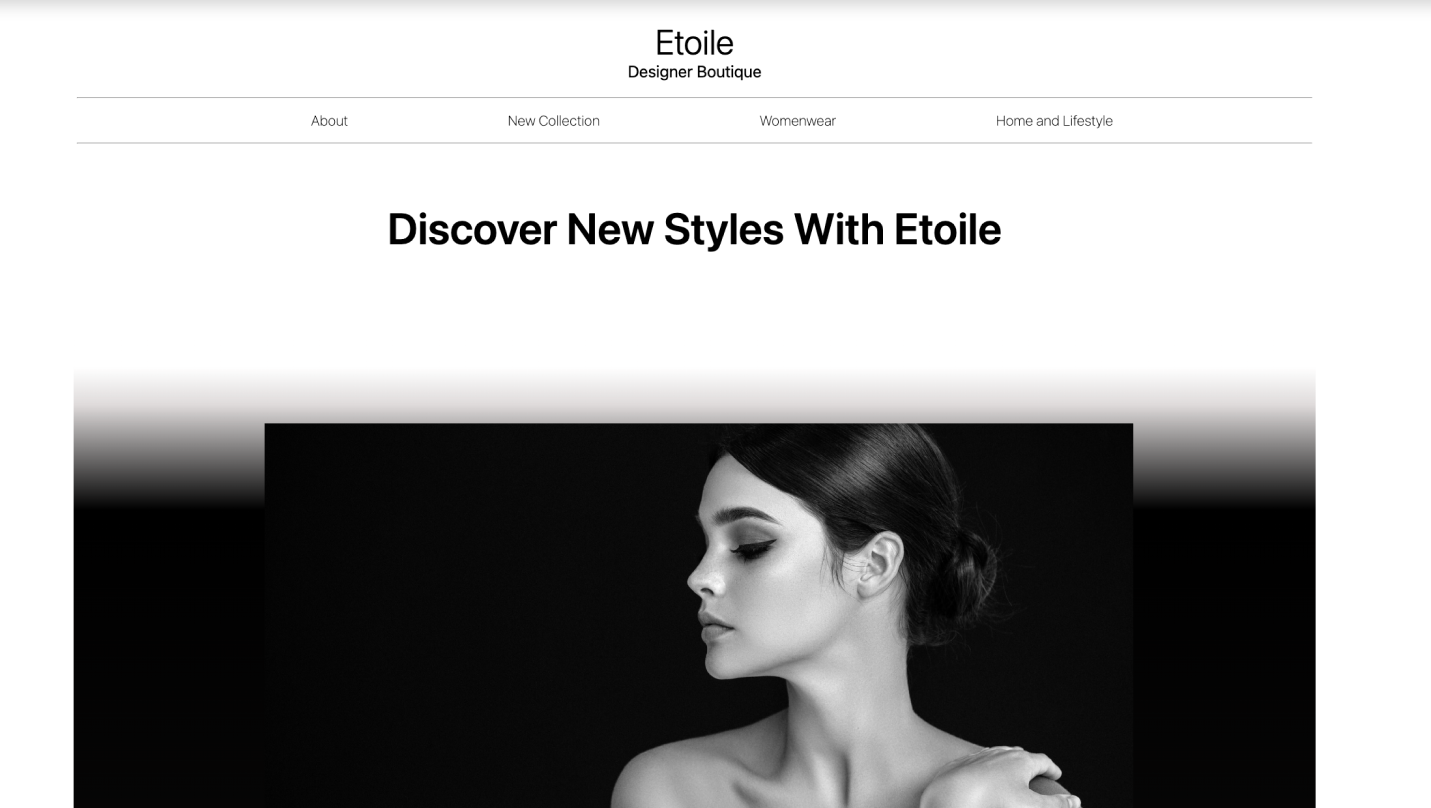 Etoile
Designer Boutique
About New Collection Womenwear Home and Lifestyle
Discover New Styles With Etoile